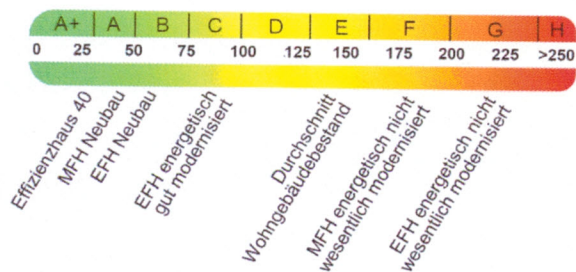 A+ A B C D E F G H
0 25 50 75 100 125 150 175 200 225 >250
Effizienzhaus 40
MFH Neubau
EFH Neubau
EFH energetisch
gut modernisiert
Durchschnitt
Wohngebäudebestand
MFH energetisch nicht
wesentlich modernisiert
EFH energetisch nicht
wesentlich modernisiert